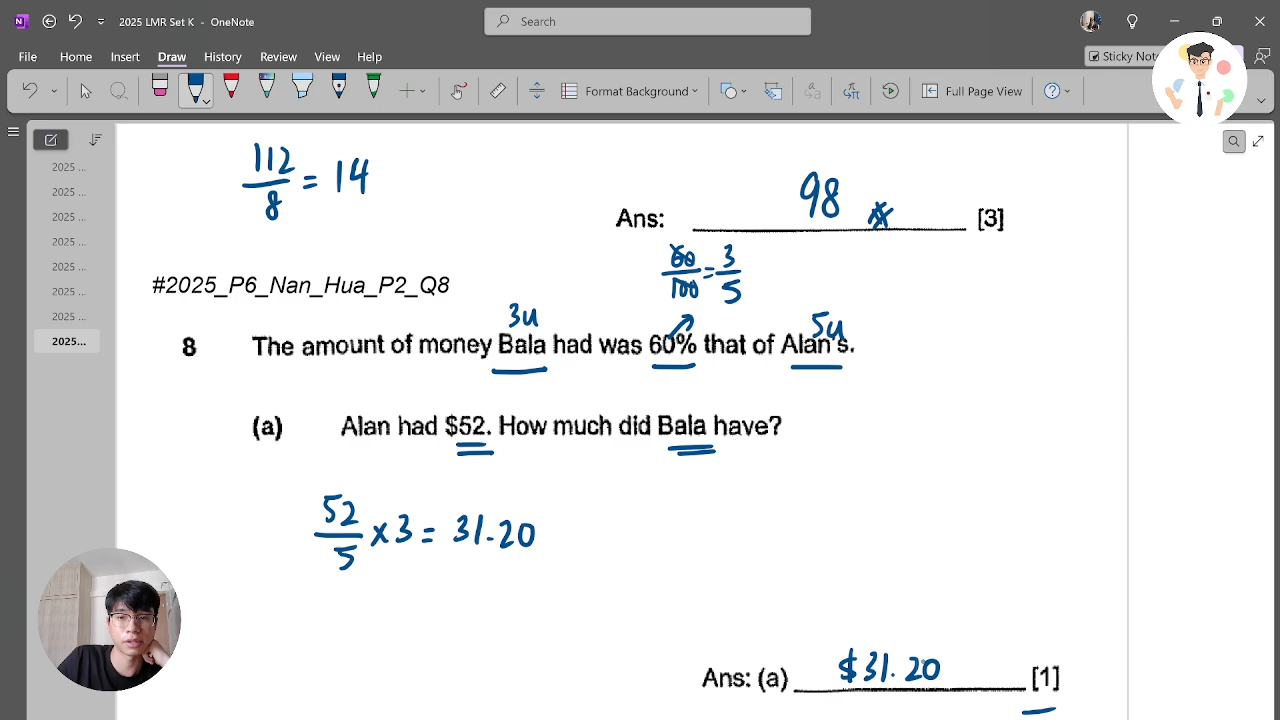 2025 LMR Set K - OneNote
Search
File Home Insert Draw History Review View Help
Sticky Not
Format Background
Full Page View
2025 ...
2025 ...
2025 ...
2025 ...
2025 ...
2025 ...
2025 ...
2025...
112/8 = 14
Ans: 98 [3]
60/100 = 3/5
#2025_P6_Nan_Hua_P2_Q8
3u 5u
8 The amount of money Bala had was 60% that of Alan's.
(a) Alan had $52. How much did Bala have?
52/5 × 3 = 31.20
Ans: (a) $31.20 [1]